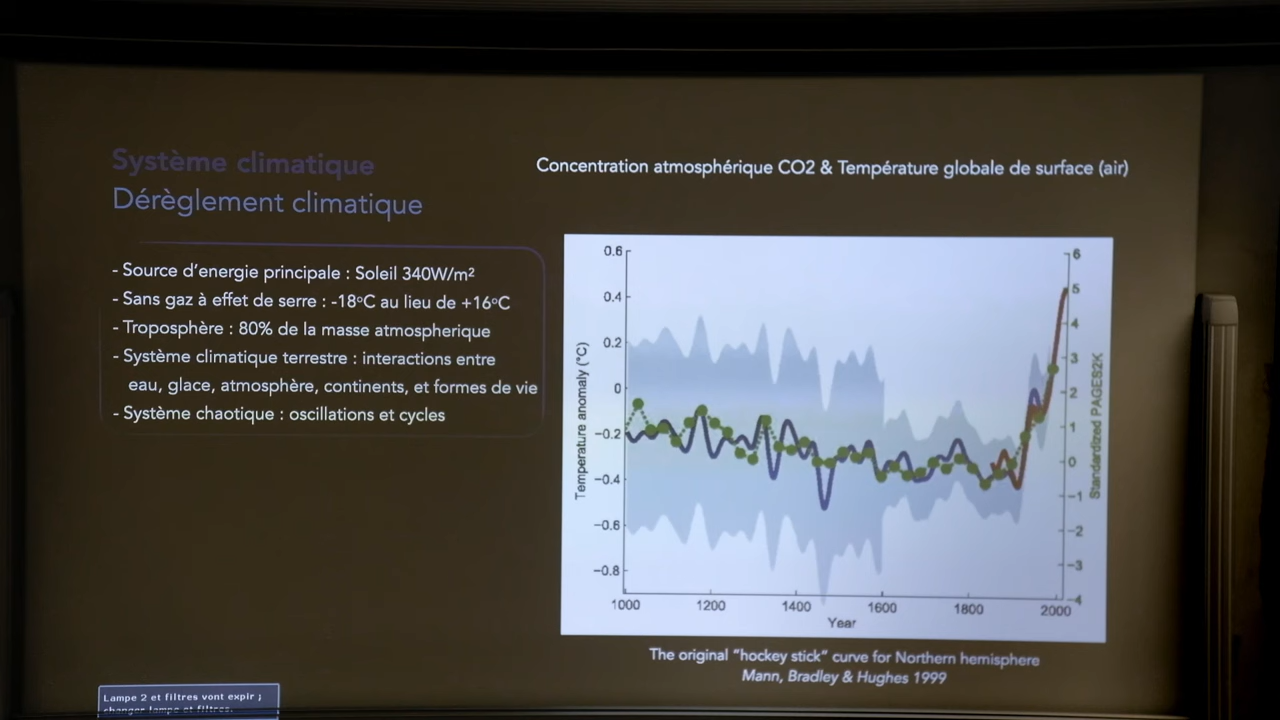 Système climatique
Dérèglement climatique
- Source d'energie principale : Soleil 340W/m²
- Sans gaz à effet de serre : -18°C au lieu de +16°C
- Troposphère : 80% de la masse atmospherique
- Système climatique terrestre : interactions entre
eau, glace, atmosphère, continents, et formes de vie
- Système chaotique : oscillations et cycles
Concentration atmosphérique CO2 & Température globale de surface (air)
0.6
0.4
0.2
0
−0.2
−0.4
−0.6
−0.8
Temperature anomaly (°C)
1000
1200
1400
1600
1800
2000
Year
6
5
4
3
2
1
0
−1
−2
−3
−4
Standardized PAGES2K
The original "hockey stick" curve for Northern hemisphere
Mann, Bradley & Hughes 1999
Lampe 2 et filtres vont expir ;
changer lampe et filtres.